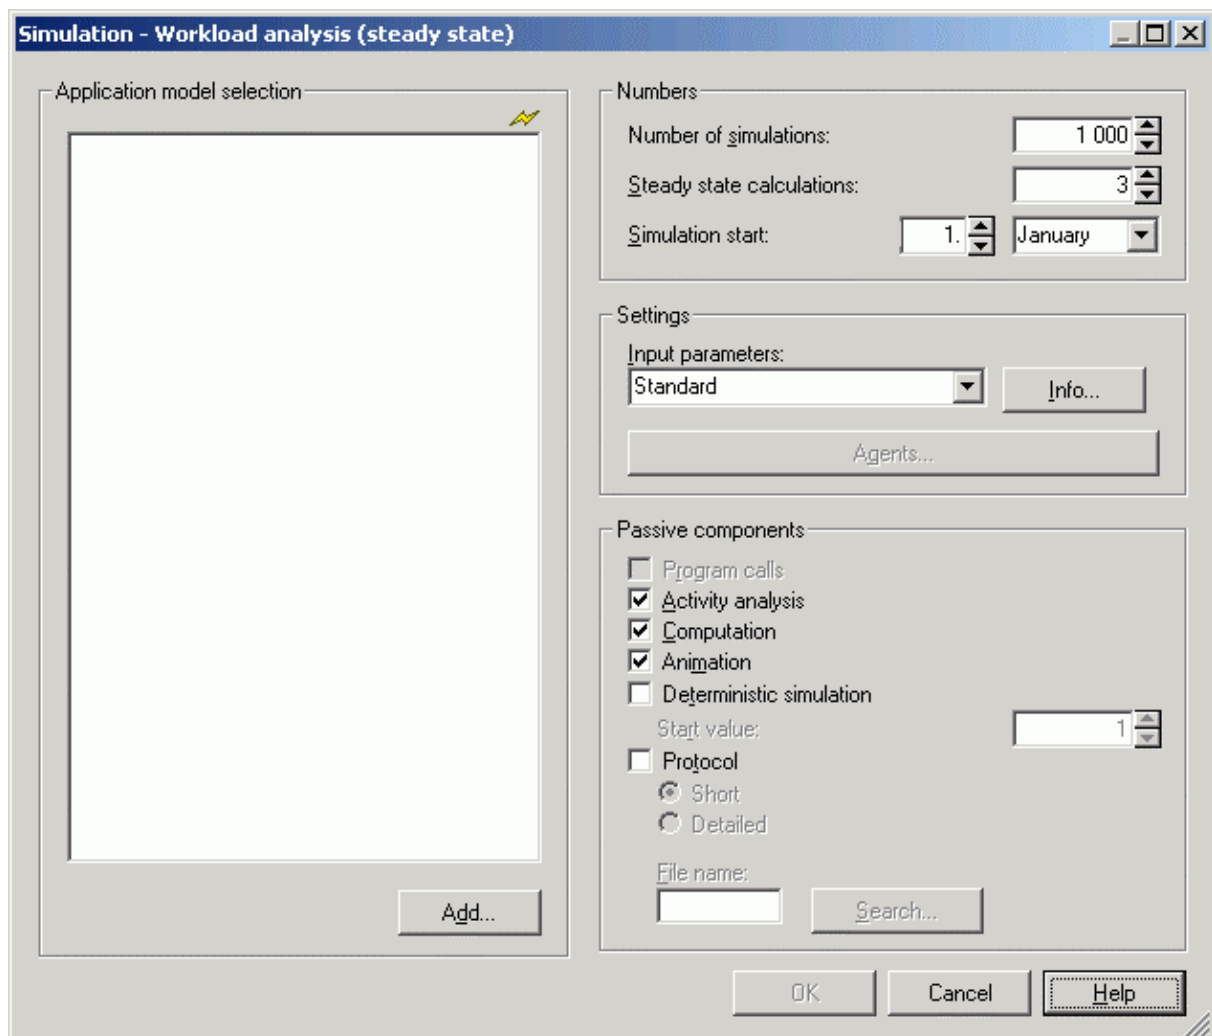 Simulation - Workload analysis (steady state)
Application model selection
Add...
Numbers
Number of simulations: 1 000
Steady state calculations: 3
Simulation start: 1. January
Settings
Input parameters:
Standard Info...
Agents...
Passive components
Program calls
Activity analysis
Computation
Animation
Deterministic simulation
Start value: 1
Protocol
Short
Detailed
File name:
Search...
OK Cancel Help